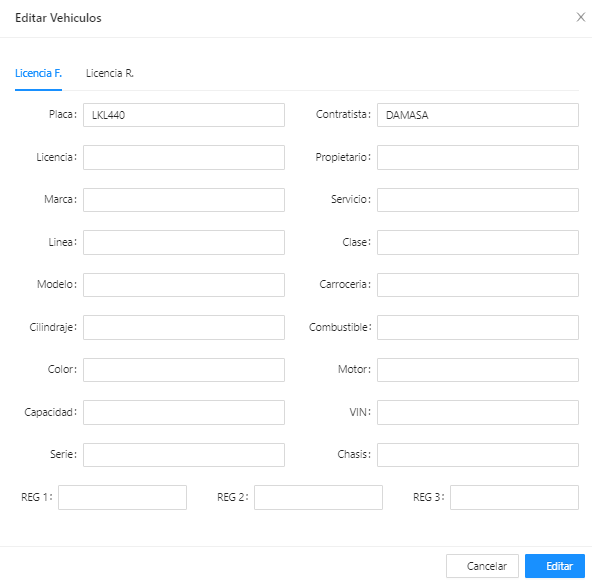 Editar Vehiculos
Licencia F. Licencia R.
Placa: LKL440 Contratista: DAMASA
Licencia: Propietario:
Marca: Servicio:
Linea: Clase:
Modelo: Carroceria:
Cilindraje: Combustible:
Color: Motor:
Capacidad: VIN:
Serie: Chasis:
REG 1: REG 2: REG 3:
Cancelar Editar